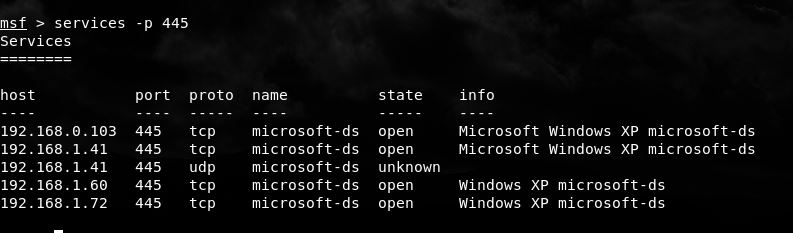 msf > services -p 445
Services
========
host port proto name state info
---- ---- ----- ---- ----- ----
192.168.0.103 445 tcp microsoft-ds open Microsoft Windows XP microsoft-ds
192.168.1.41 445 tcp microsoft-ds open Microsoft Windows XP microsoft-ds
192.168.1.41 445 udp microsoft-ds unknown
192.168.1.60 445 tcp microsoft-ds open Windows XP microsoft-ds
192.168.1.72 445 tcp microsoft-ds open Windows XP microsoft-ds